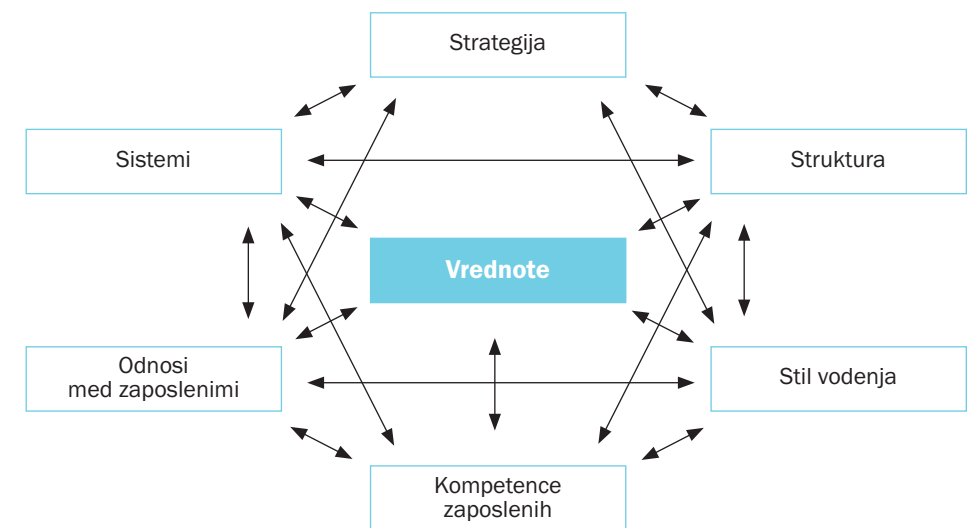 Strategija
Sistemi
Struktura
Vrednote
Odnosi
med zaposlenimi
Stil vodenja
Kompetence
zaposlenih